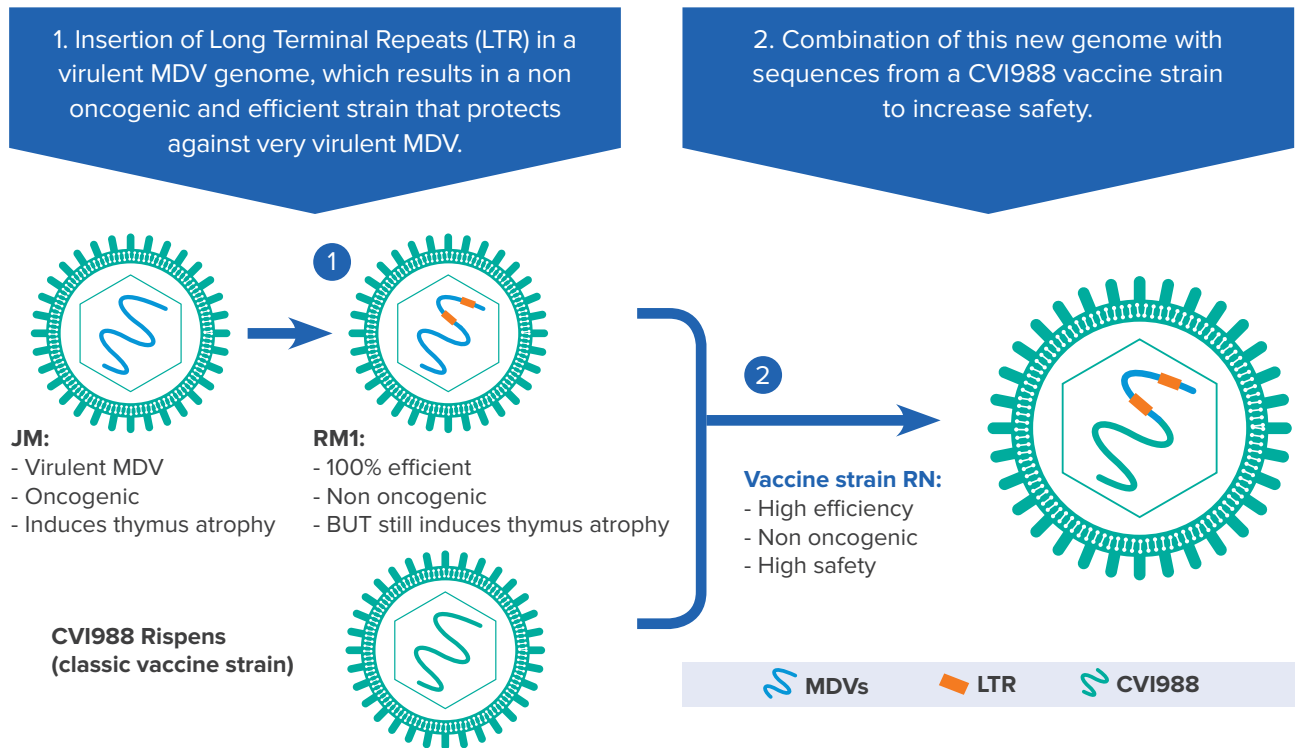 1. Insertion of Long Terminal Repeats (LTR) in a
virulent MDV genome, which results in a non
oncogenic and efficient strain that protects
against very virulent MDV.
2. Combination of this new genome with
sequences from a CVI988 vaccine strain
to increase safety.
1
JM:
- Virulent MDV
- Oncogenic
- Induces thymus atrophy
RM1:
- 100% efficient
- Non oncogenic
- BUT still induces thymus atrophy
CVI988 Rispens
(classic vaccine strain)
2
Vaccine strain RN:
- High efficiency
- Non oncogenic
- High safety
MDVs
LTR
CVI988